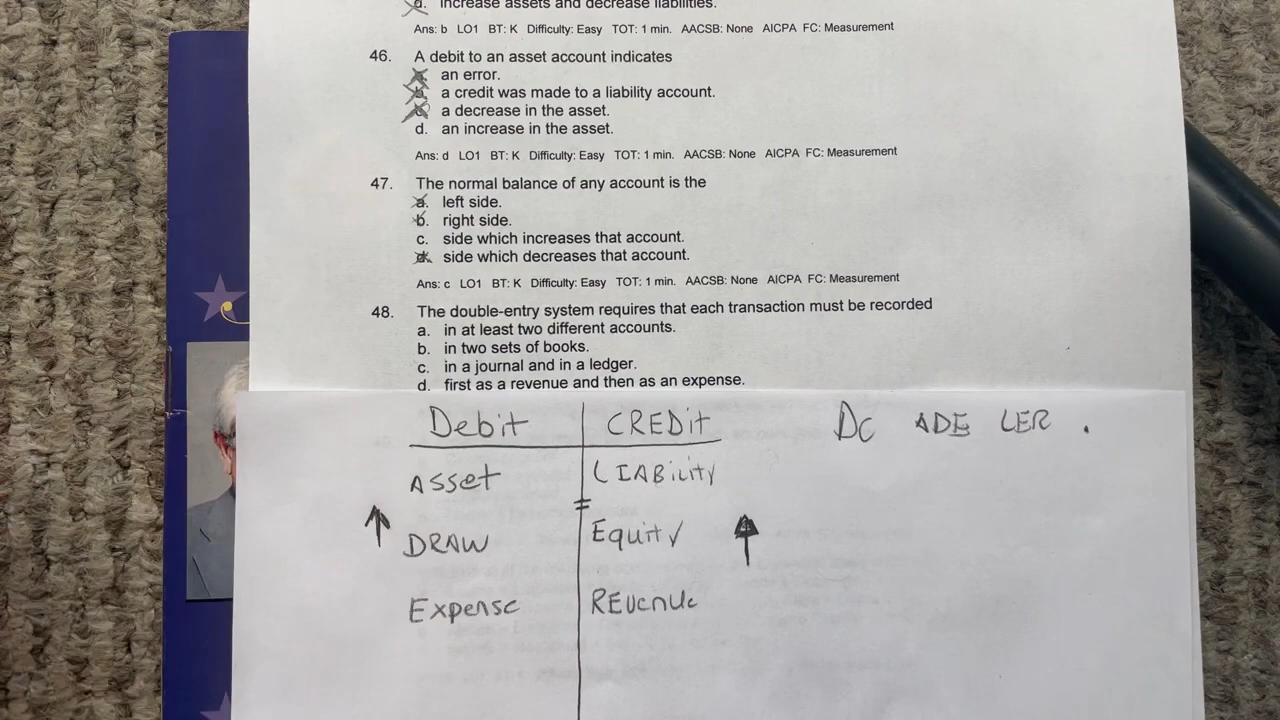 d. increase assets and decrease liabilities.
Ans: b LO1 BT: K Difficulty: Easy TOT: 1 min. AACSB: None AICPA FC: Measurement
46. A debit to an asset account indicates
a. an error.
b. a credit was made to a liability account.
c. a decrease in the asset.
d. an increase in the asset.
Ans: d LO1 BT: K Difficulty: Easy TOT: 1 min. AACSB: None AICPA FC: Measurement
47. The normal balance of any account is the
a. left side.
b. right side.
c. side which increases that account.
d. side which decreases that account.
Ans: c LO1 BT: K Difficulty: Easy TOT: 1 min. AACSB: None AICPA FC: Measurement
48. The double-entry system requires that each transaction must be recorded
a. in at least two different accounts.
b. in two sets of books.
c. in a journal and in a ledger.
d. first as a revenue and then as an expense.
Debit CREDit DC ADE LER .
ASSet LIABiLity
DRAW Equity
Expense REvenue